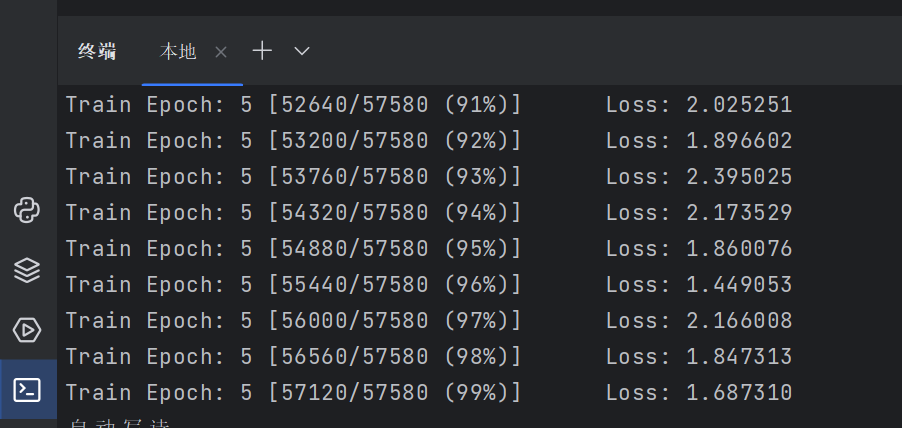 终端 本地
Train Epoch: 5 [52640/57580 (91%)] Loss: 2.025251
Train Epoch: 5 [53200/57580 (92%)] Loss: 1.896602
Train Epoch: 5 [53760/57580 (93%)] Loss: 2.395025
Train Epoch: 5 [54320/57580 (94%)] Loss: 2.173529
Train Epoch: 5 [54880/57580 (95%)] Loss: 1.860076
Train Epoch: 5 [55440/57580 (96%)] Loss: 1.449053
Train Epoch: 5 [56000/57580 (97%)] Loss: 2.166008
Train Epoch: 5 [56560/57580 (98%)] Loss: 1.847313
Train Epoch: 5 [57120/57580 (99%)] Loss: 1.687310